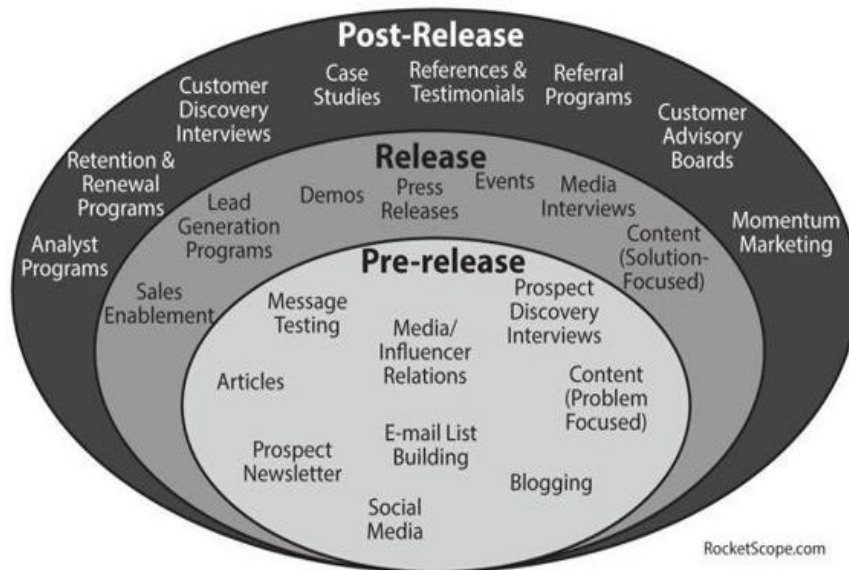 Post-Release
Customer
Discovery
Interviews
Case
Studies
References &
Testimonials
Referral
Programs
Customer
Advisory
Boards
Retention &
Renewal
Programs
Analyst
Programs
Momentum
Marketing
Release
Lead
Generation
Programs
Demos
Press
Releases
Events
Media
Interviews
Content
(Solution-
Focused)
Sales
Enablement
Pre-release
Message
Testing
Media/
Influencer
Relations
Prospect
Discovery
Interviews
Articles
Content
(Problem
Focused)
Prospect
Newsletter
E-mail List
Building
Blogging
Social
Media
RocketScope.com